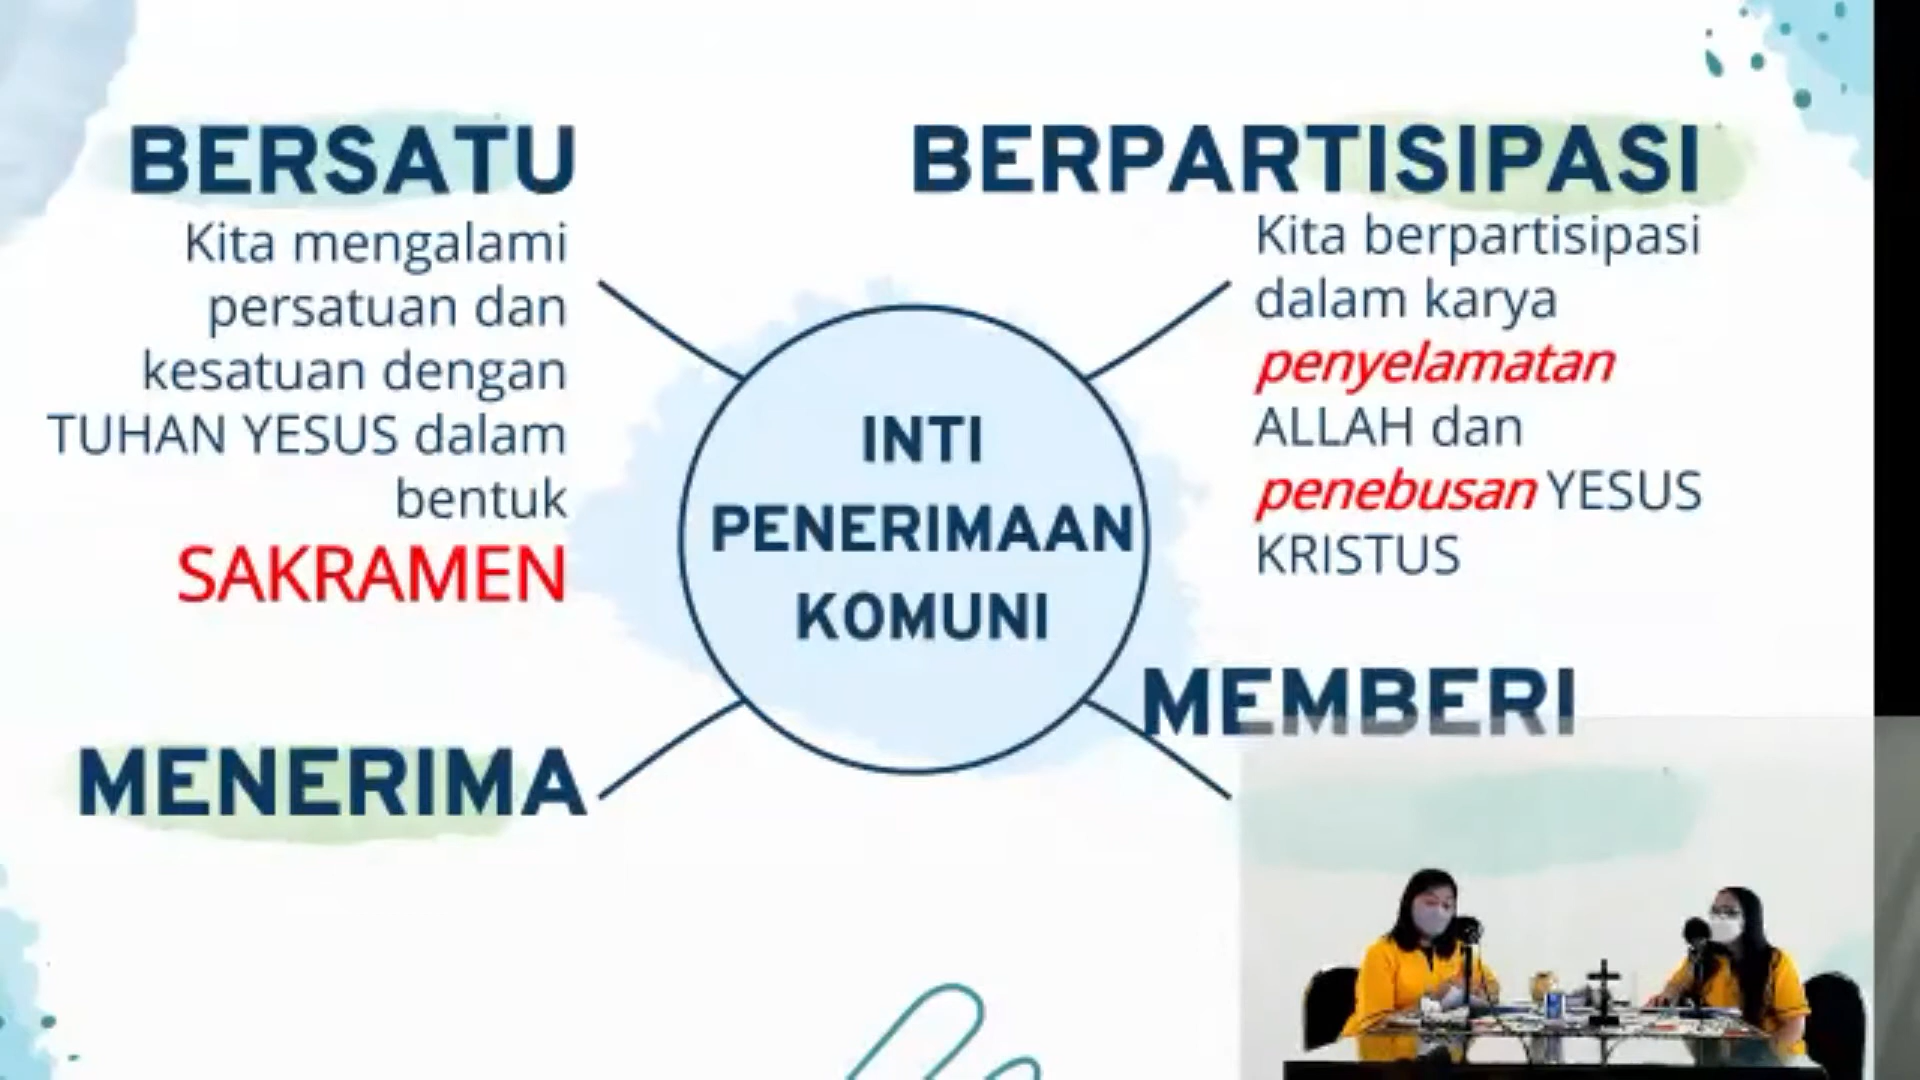 BERSATU
Kita mengalami
persatuan dan
kesatuan dengan
TUHAN YESUS dalam
bentuk
SAKRAMEN
BERPARTISIPASI
Kita berpartisipasi
dalam karya
penyelamatan
ALLAH dan
penebusan YESUS
KRISTUS
INTI
PENERIMAAN
KOMUNI
MENERIMA
MEMBERI